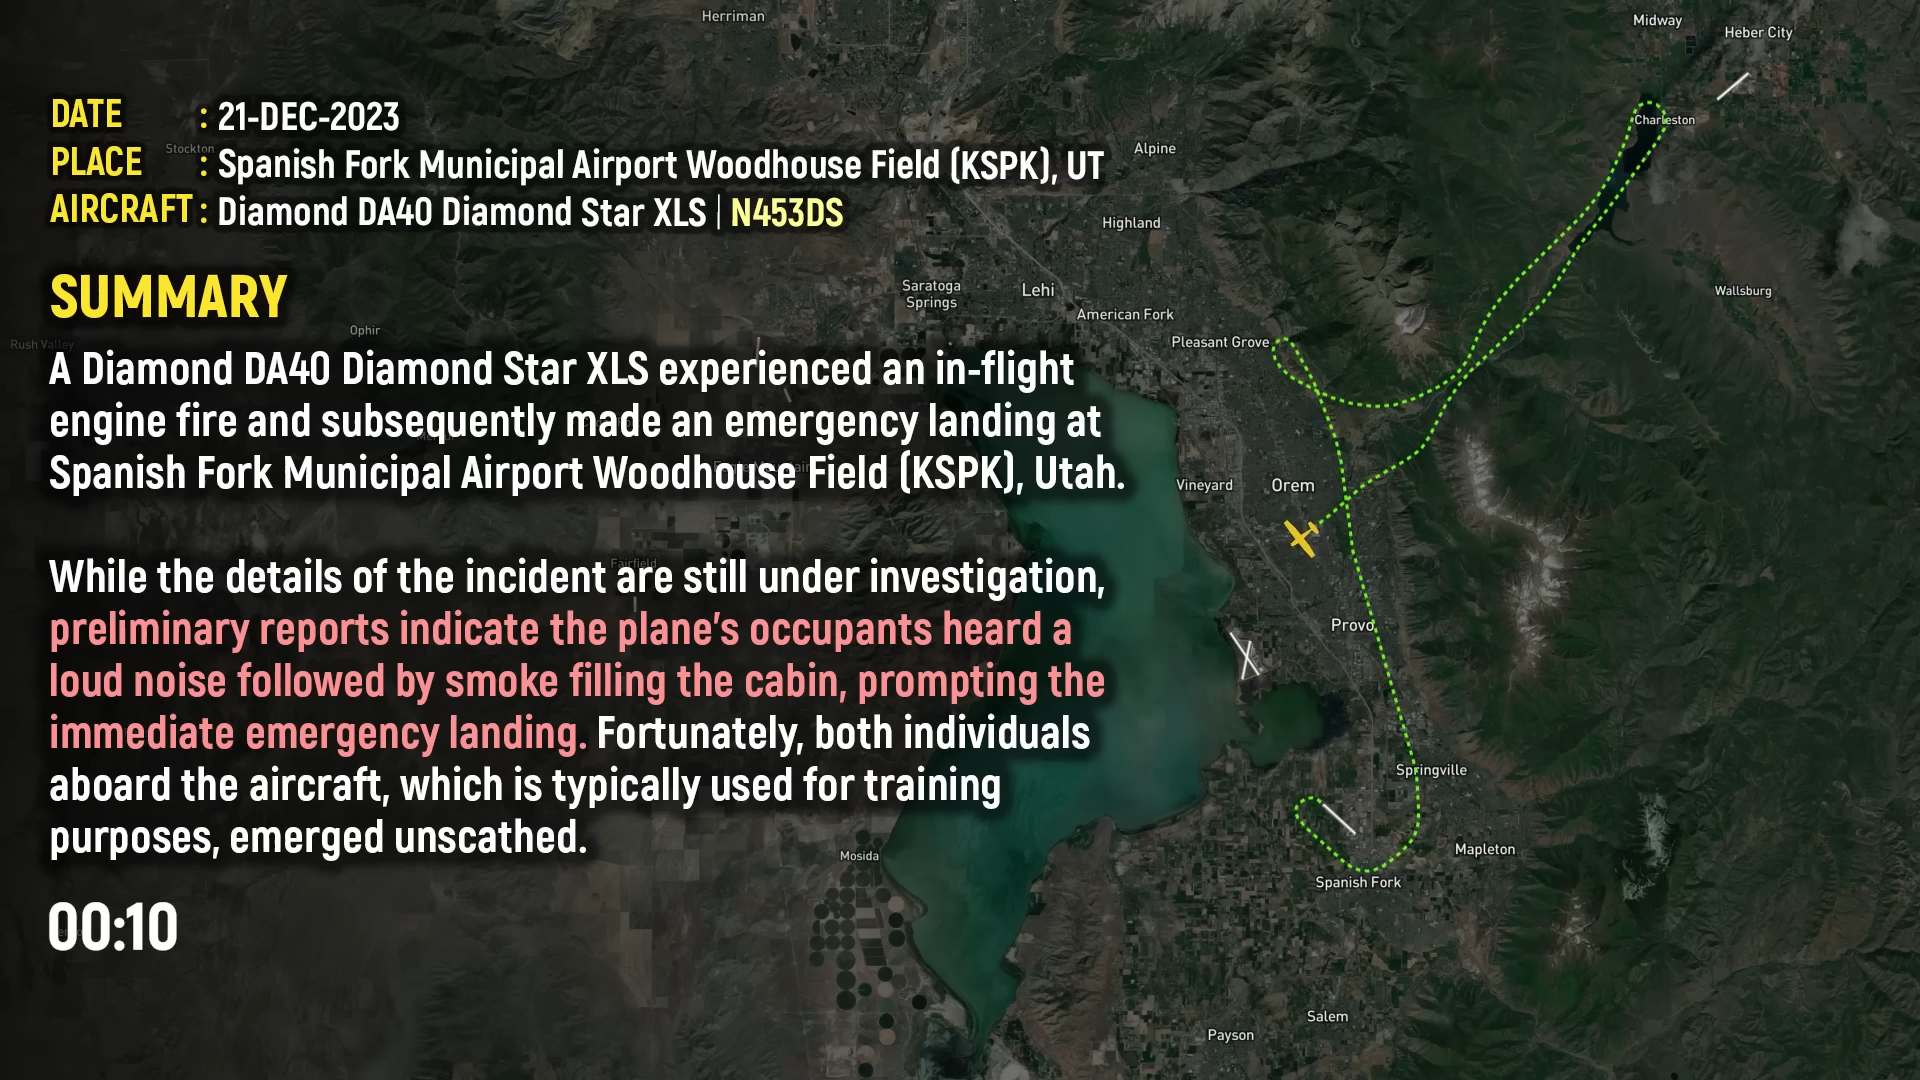 Herriman
Midway
Heber City
DATE : 21-DEC-2023
Charleston
Stockton
Alpine
PLACE : Spanish Fork Municipal Airport Woodhouse Field (KSPK), UT
AIRCRAFT : Diamond DA40 Diamond Star XLS | N453DS
Highland
SUMMARY
Saratoga
Springs
Lehi
Wallsburg
American Fork
Ophir
Rush Valley
Pleasant Grove
A Diamond DA40 Diamond Star XLS experienced an in-flight
engine fire and subsequently made an emergency landing at
Spanish Fork Municipal Airport Woodhouse Field (KSPK), Utah.
Vineyard
Orem
Fairfield
While the details of the incident are still under investigation,
preliminary reports indicate the plane's occupants heard a
loud noise followed by smoke filling the cabin, prompting the
immediate emergency landing. Fortunately, both individuals
aboard the aircraft, which is typically used for training
purposes, emerged unscathed.
Provo
Springville
Mapleton
Mosida
Spanish Fork
00:10
Salem
Payson